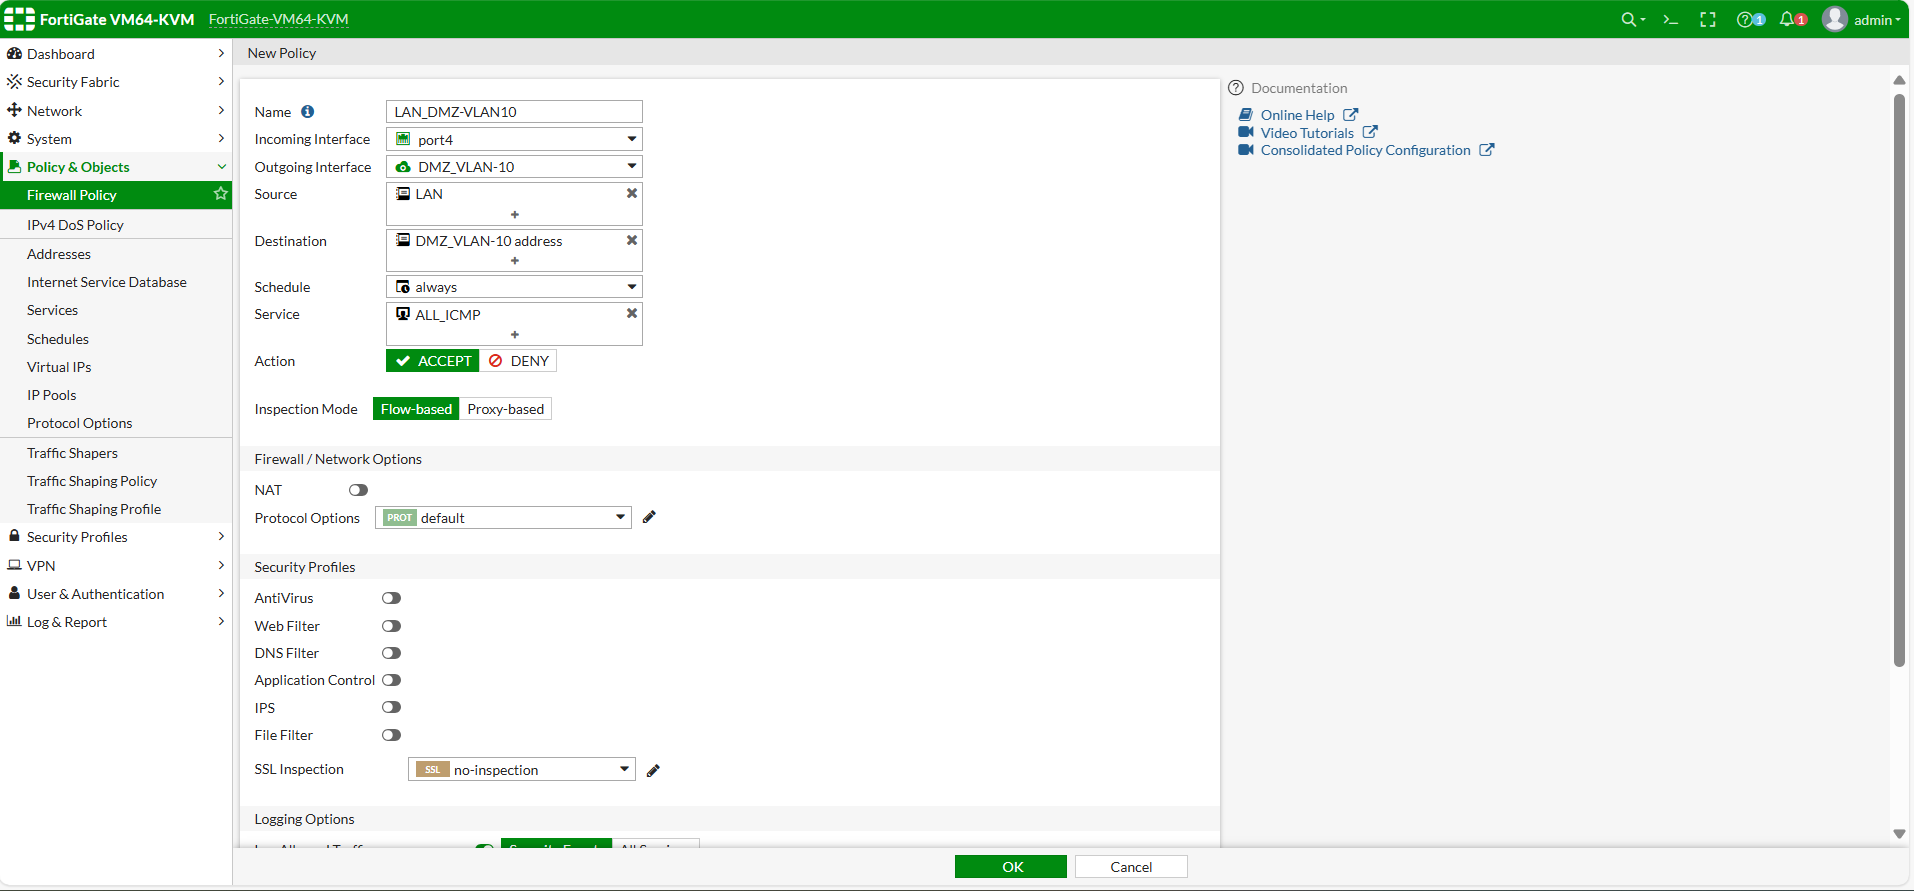 FortiGate VM64-KVM FortiGate-VM64-KVM
1 1 admin
Dashboard
Security Fabric
Network
System
Policy & Objects
Firewall Policy
IPv4 DoS Policy
Addresses
Internet Service Database
Services
Schedules
Virtual IPs
IP Pools
Protocol Options
Traffic Shapers
Traffic Shaping Policy
Traffic Shaping Profile
Security Profiles
VPN
User & Authentication
Log & Report
New Policy
Name LAN_DMZ-VLAN10
Incoming Interface port4
Outgoing Interface DMZ_VLAN-10
Source LAN
+
Destination DMZ_VLAN-10 address
+
Schedule always
Service ALL_ICMP
+
Action ACCEPT DENY
Inspection Mode Flow-based Proxy-based
Firewall / Network Options
NAT
Protocol Options PROT default
Security Profiles
AntiVirus
Web Filter
DNS Filter
Application Control
IPS
File Filter
SSL Inspection SSL no-inspection
Logging Options
OK Cancel
Documentation
Online Help
Video Tutorials
Consolidated Policy Configuration